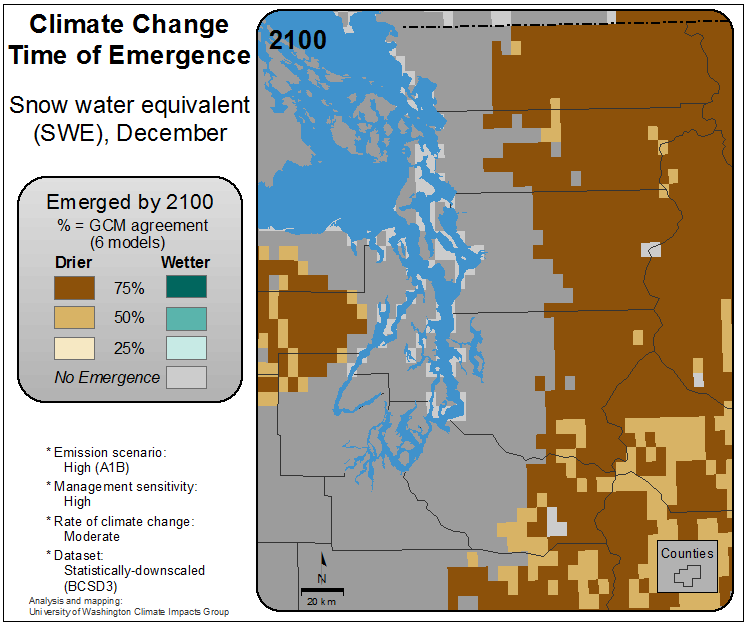 Climate Change
Time of Emergence
Snow water equivalent
(SWE), December
Emerged by 2100
% = GCM agreement
(6 models)
Drier Wetter
75%
50%
25%
No Emergence
* Emission scenario:
High (A1B)
* Management sensitivity:
High
* Rate of climate change:
Moderate
* Dataset:
Statistically-downscaled
(BCSD3)
Analysis and mapping:
University of Washington Climate Impacts Group
2100
N
20 km
Counties